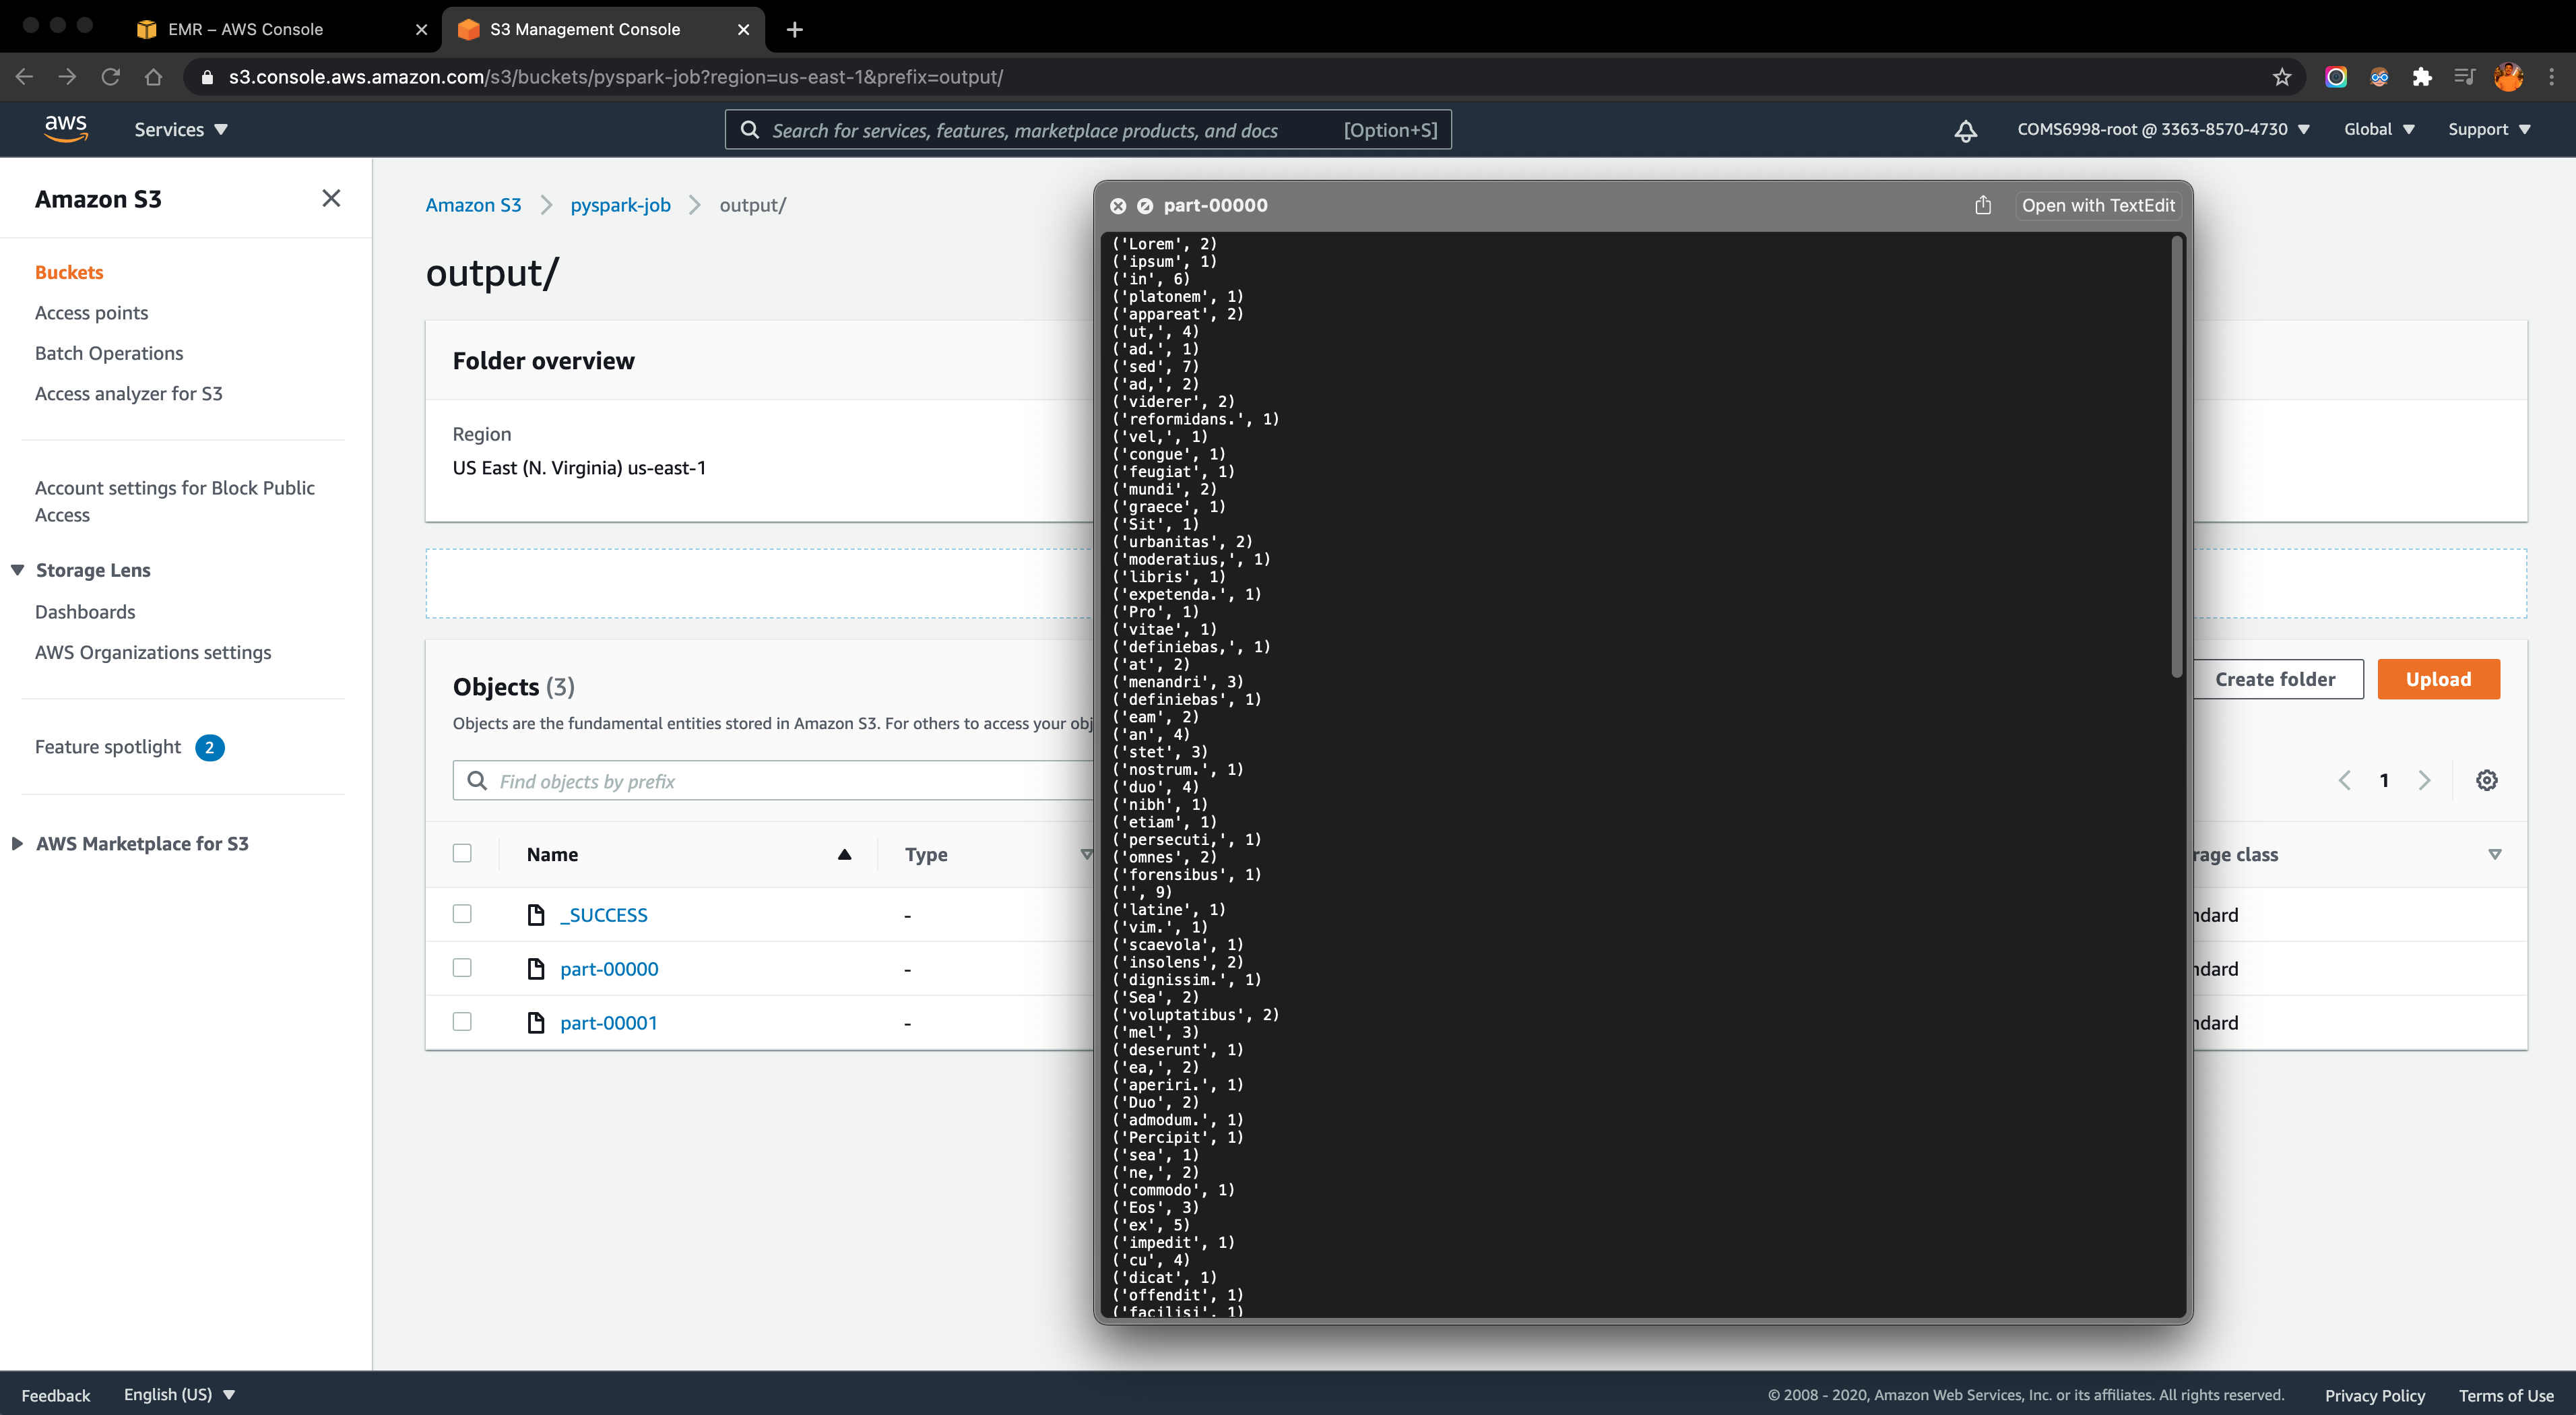 EMR – AWS Console
S3 Management Console
s3.console.aws.amazon.com/s3/buckets/pyspark-job?region=us-east-1&prefix=output/
aws
Services
Search for services, features, marketplace products, and docs
[Option+S]
COMS6998-root @ 3363-8570-4730
Global
Support
Amazon S3
Buckets
Access points
Batch Operations
Access analyzer for S3
Account settings for Block Public
Access
Storage Lens
Dashboards
AWS Organizations settings
Feature spotlight 2
AWS Marketplace for S3
Amazon S3
pyspark-job
output/
output/
Folder overview
Region
US East (N. Virginia) us-east-1
Objects (3)
Objects are the fundamental entities stored in Amazon S3. For others to access your obj
Find objects by prefix
Create folder
Upload
1
Name
Type
rage class
_SUCCESS
-
ndard
part-00000
-
ndard
part-00001
-
ndard
part-00000
Open with TextEdit
('Lorem', 2)
('ipsum', 1)
('in', 6)
('platonem', 1)
('appareat', 2)
('ut,', 4)
('ad.', 1)
('sed', 7)
('ad,', 2)
('viderer', 2)
('reformidans.', 1)
('vel,', 1)
('congue', 1)
('feugiat', 1)
('mundi', 2)
('graece', 1)
('Sit', 1)
('urbanitas', 2)
('moderatius,', 1)
('libris', 1)
('expetenda.', 1)
('Pro', 1)
('vitae', 1)
('definiebas,', 1)
('at', 2)
('menandri', 3)
('definiebas', 1)
('eam', 2)
('an', 4)
('stet', 3)
('nostrum.', 1)
('duo', 4)
('nibh', 1)
('etiam', 1)
('persecuti,', 1)
('omnes', 2)
('forensibus', 1)
('', 9)
('latine', 1)
('vim.', 1)
('scaevola', 1)
('insolens', 2)
('dignissim.', 1)
('Sea', 2)
('voluptatibus', 2)
('mel', 3)
('deserunt', 1)
('ea,', 2)
('aperiri.', 1)
('Duo', 2)
('admodum.', 1)
('Percipit', 1)
('sea', 1)
('ne,', 2)
('commodo', 1)
('Eos', 3)
('ex', 5)
('impedit', 1)
('cu', 4)
('dicat', 1)
('offendit', 1)
('facilisi', 1)
Feedback
English (US)
© 2008 - 2020, Amazon Web Services, Inc. or its affiliates. All rights reserved.
Privacy Policy
Terms of Use